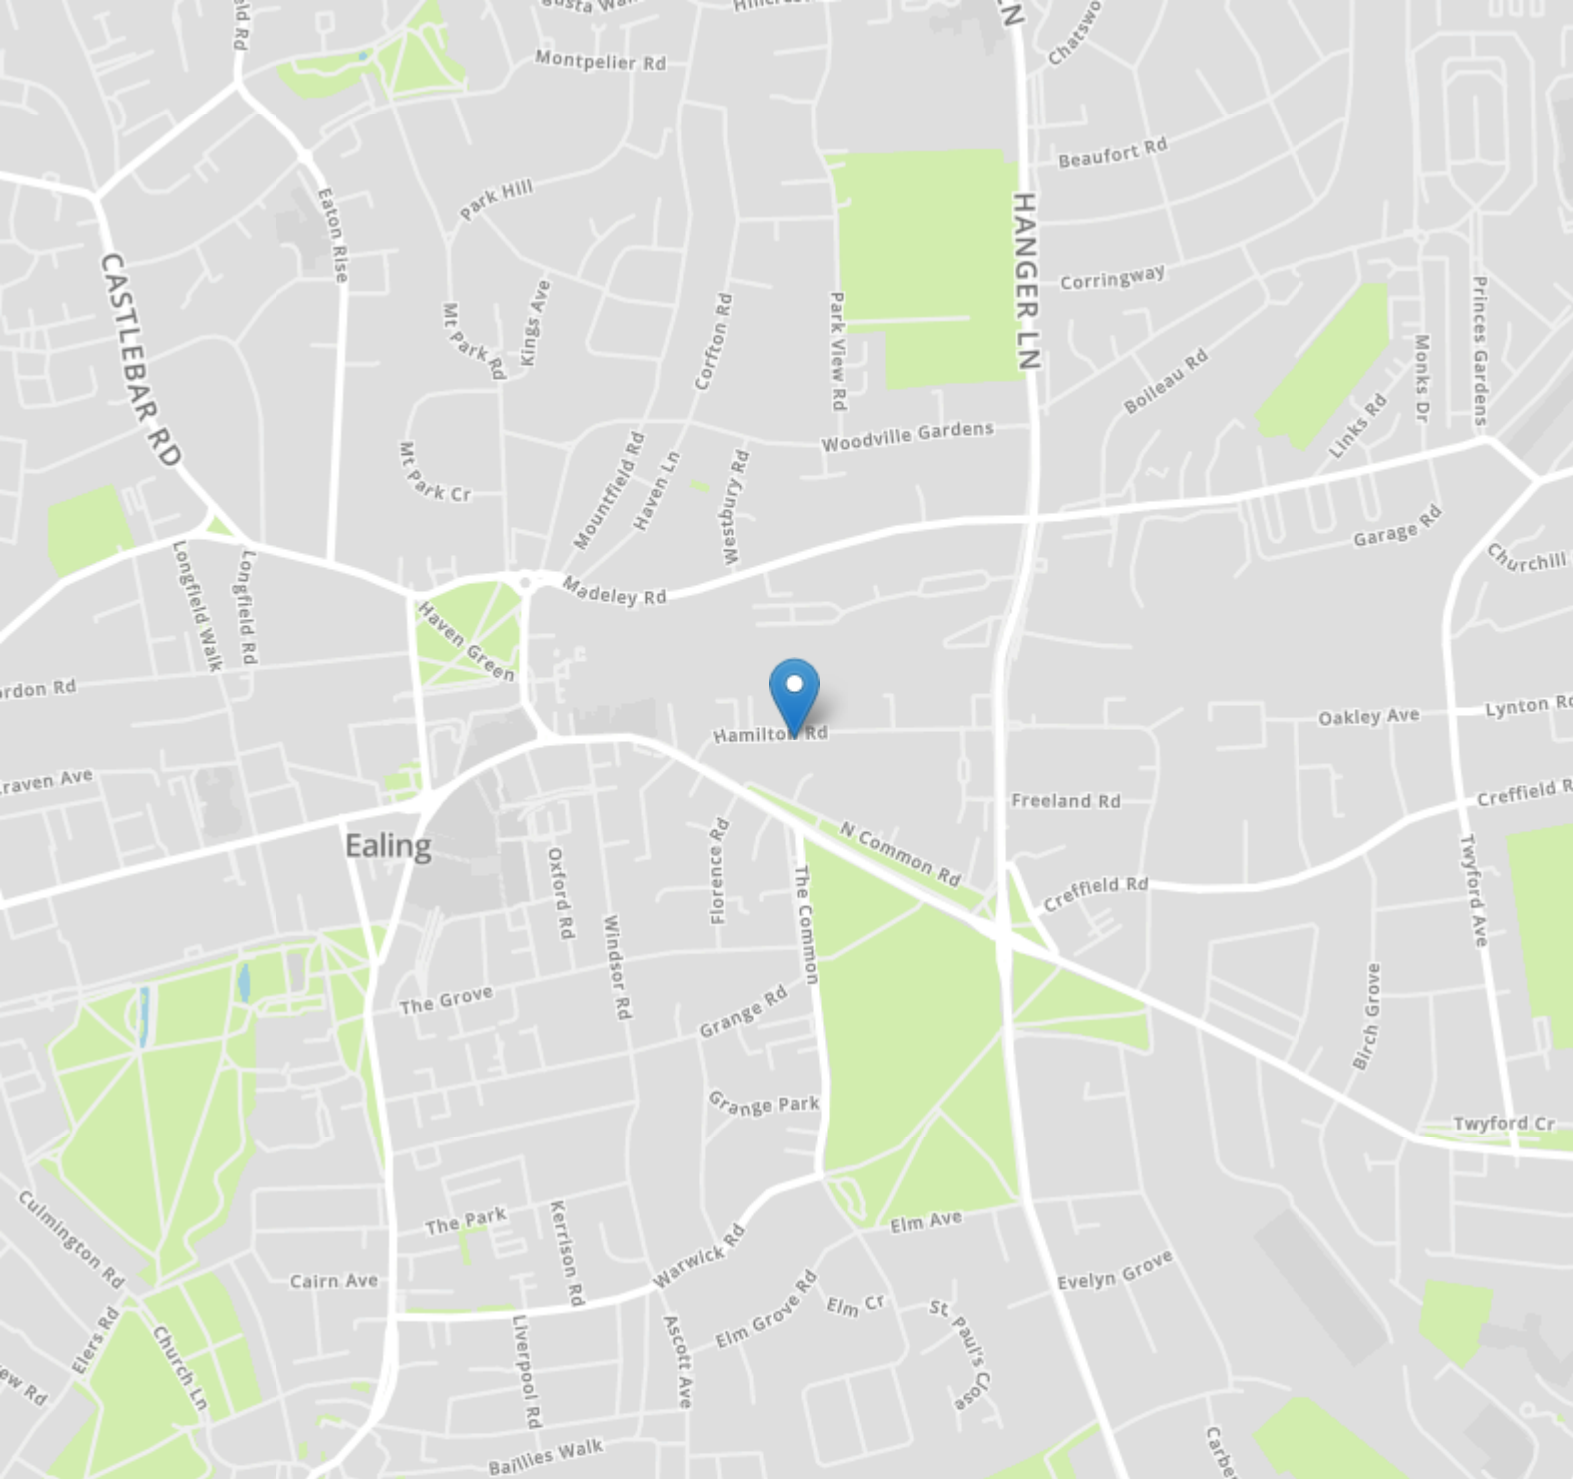 eld Rd
Montpelier Rd
LN
Chatswo
Beaufort Rd
Park Hill
Eaton Rise
HANGER LN
CASTLEBAR RD
Corringway
Kings Ave
Mt Park Rd
Corfton Rd
Park View Rd
Princes Gardens
Monks Dr
Boileau Rd
Links Rd
Woodville Gardens
Mt Park Cr
Mountfield Rd
Haven Ln
Westbury Rd
Garage Rd
Churchill
Longfield Walk
Longfield Rd
Madeley Rd
Haven Green
ordon Rd
Hamilton Rd
Oakley Ave
Lynton Rd
raven Ave
Freeland Rd
Creffield R
Ealing
Oxford Rd
Florence Rd
N Common Rd
The Common
Creffield Rd
Twyford Ave
Windsor Rd
The Grove
Grange Rd
Birch Grove
Grange Park
Twyford Cr
Culmington Rd
The Park
Kerrison Rd
Elm Ave
Warwick Rd
Cairn Ave
Evelyn Grove
Elers Rd
Church Ln
Elm Grove Rd
Elm Cr
St. Paul's Close
Liverpool Rd
Ascott Ave
ew Rd
Baillies Walk
Carbe